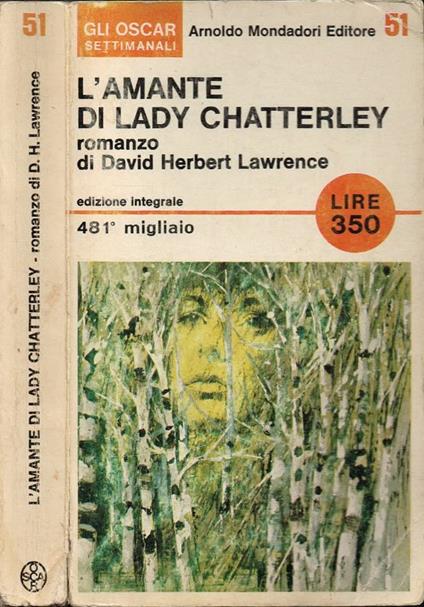 51
L'AMANTE DI LADY CHATTERLEY - romanzo di D. H. Lawrence
OSCAR
GLI OSCAR
SETTIMANALI
Arnoldo Mondadori Editore 51
L'AMANTE
DI LADY CHATTERLEY
romanzo
di David Herbert Lawrence
edizione integrale
481° migliaio
LIRE
350